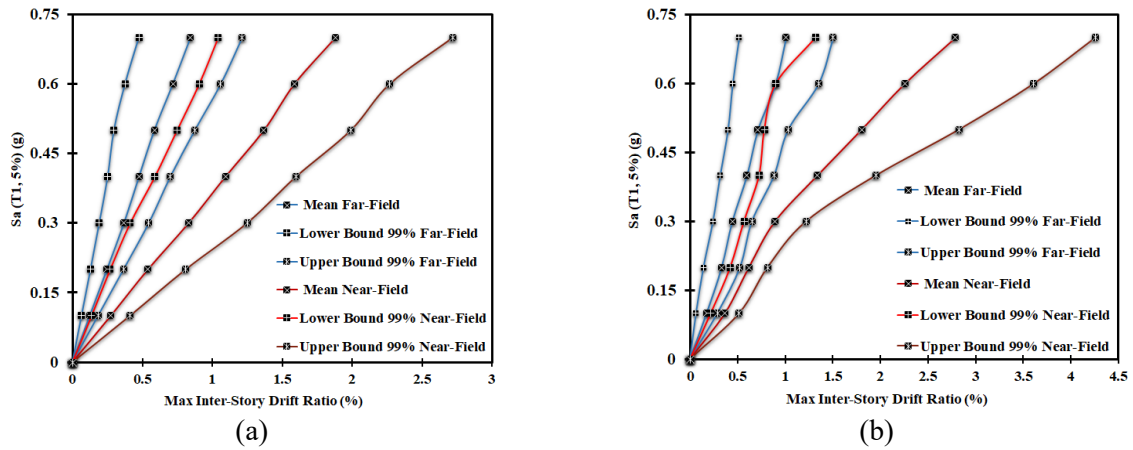 0.75
0.6
0.45
0.3
0.15
0
Sa (T1, 5%) (g)
Mean Far-Field
Lower Bound 99% Far-Field
Upper Bound 99% Far-Field
Mean Near-Field
Lower Bound 99% Near-Field
Upper Bound 99% Near-Field
0 0.5 1 1.5 2 2.5 3
Max Inter-Story Drift Ratio (%)
(a)
0.75
0.6
0.45
0.3
0.15
0
Sa (T1, 5%) (g)
Mean Far-Field
Lower Bound 99% Far-Field
Upper Bound 99% Far-Field
Mean Near-Field
Lower Bound 99% Near-Field
Upper Bound 99% Near-Field
0 0.5 1 1.5 2 2.5 3 3.5 4 4.5
Max Inter-Story Drift Ratio (%)
(b)